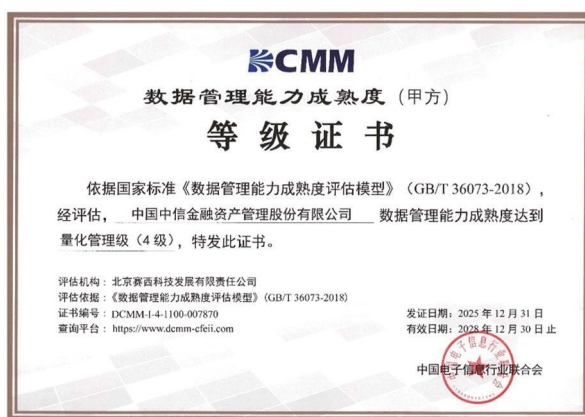 DCMM
数据管理能力成熟度（甲方）
等级证书
依据国家标准《数据管理能力成熟度评估模型》（GB/T 36073-2018），
经评估， 中国中信金融资产管理股份有限公司 数据管理能力成熟度达到
量化管理级（4 级），特发此证书。
评估机构：北京赛西科技发展有限责任公司
评估依据：《数据管理能力成熟度评估模型》(GB/T 36073-2018)
证书编号：DCMM-I-4-1100-007870
查询平台：https://www.dcmm-cfeii.com
发证日期：2025 年 12 月 31 日
有效日期：2028 年 12 月 30 日 止
中国电子信息行业联合会